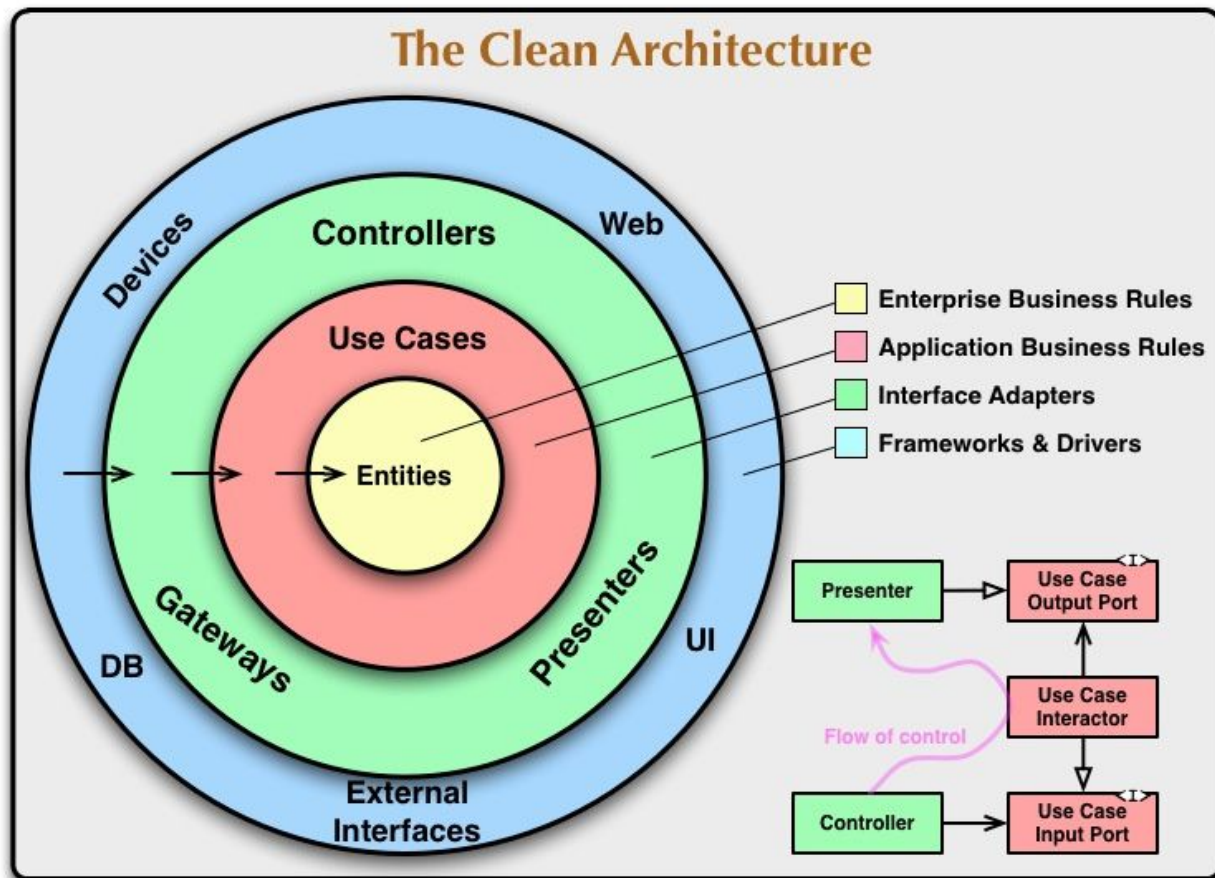 The Clean Architecture
Devices
Web
Controllers
Use Cases
Entities
Gateways
Presenters
DB
UI
External
Interfaces
Enterprise Business Rules
Application Business Rules
Interface Adapters
Frameworks & Drivers
Presenter
<I>
Use Case
Output Port
Use Case
Interactor
Flow of control
Controller
<I>
Use Case
Input Port